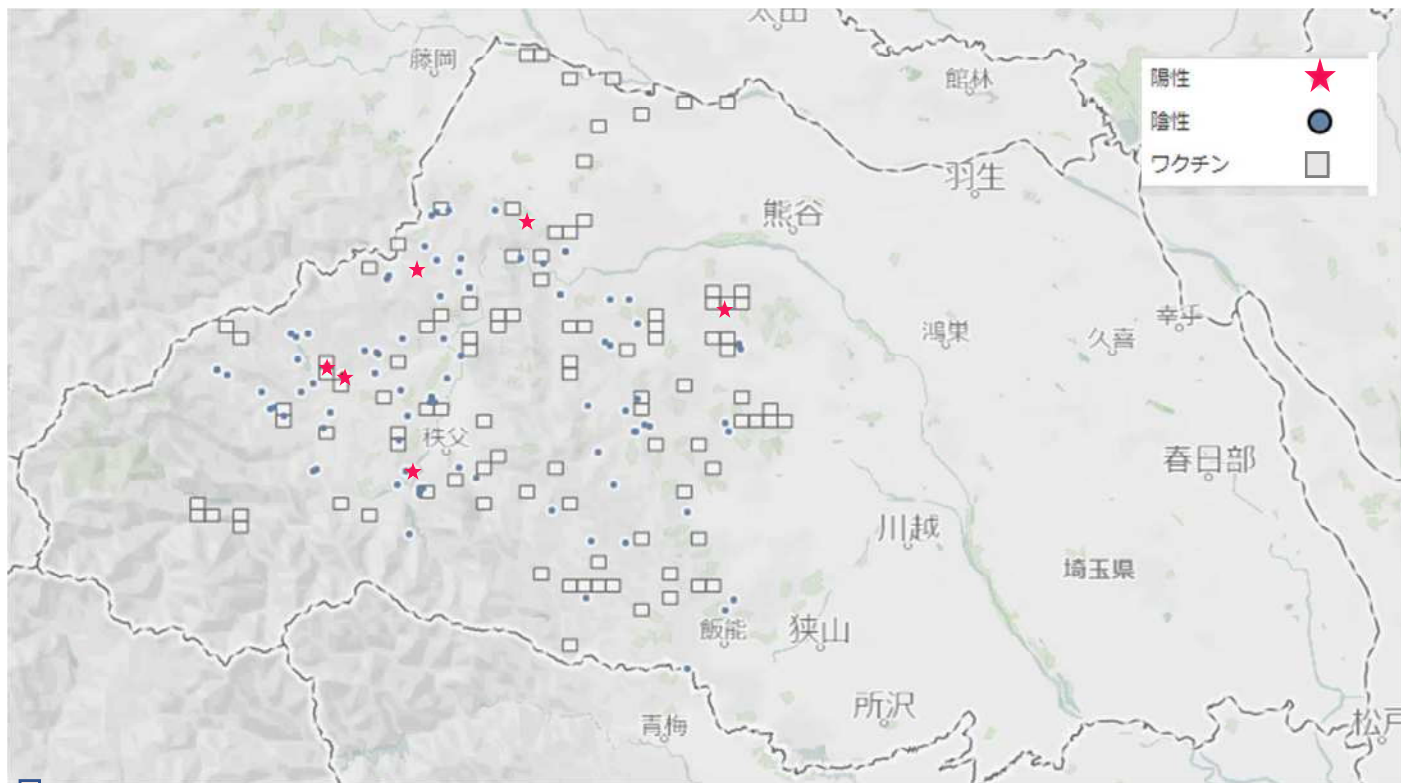 太田
藤岡
館林
陽性
陰性
ワクチン
羽生
熊谷
鴻巣
久喜
幸手
秩父
春日部
川越
埼玉県
飯能
狭山
所沢
青梅
松戸